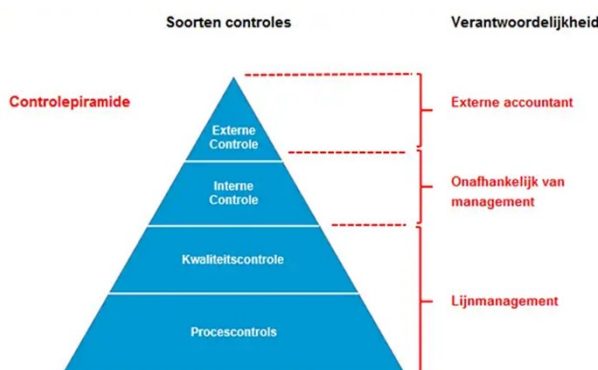 Soorten controles
Verantwoordelijkheid
Controlepiramide
Externe accountant
Externe
Controle
Interne
Controle
Onafhankelijk van
management
Kwaliteitscontrole
Lijnmanagement
Procescontrols